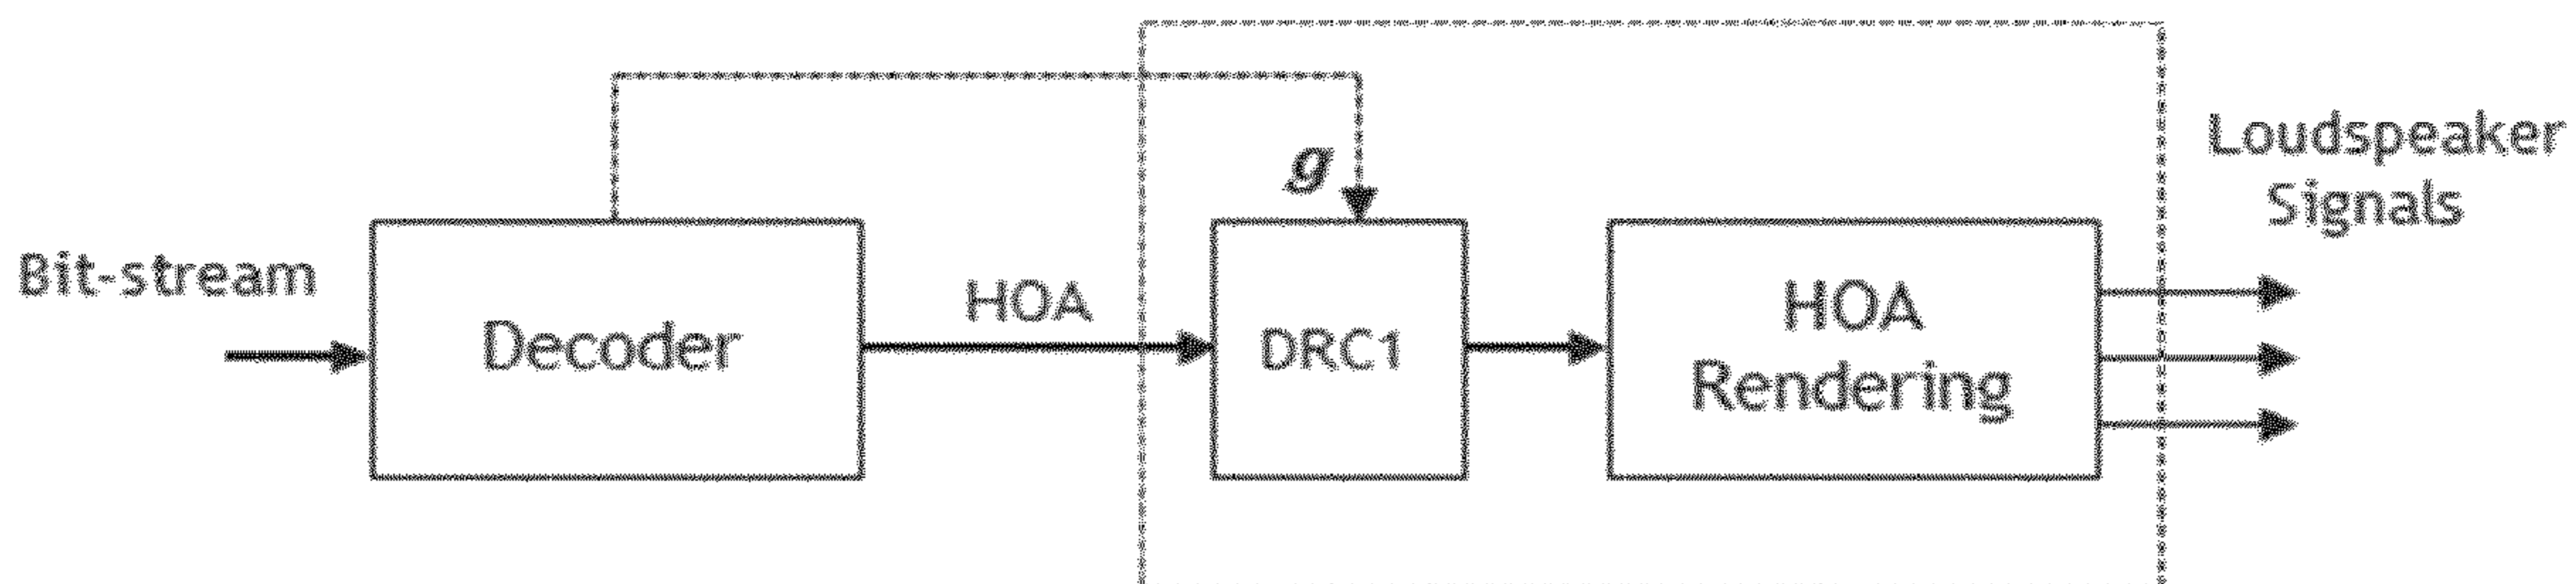 Bit-stream
Decoder
HOA
g
DRC1
HOA
Rendering
Loudspeaker
Signals